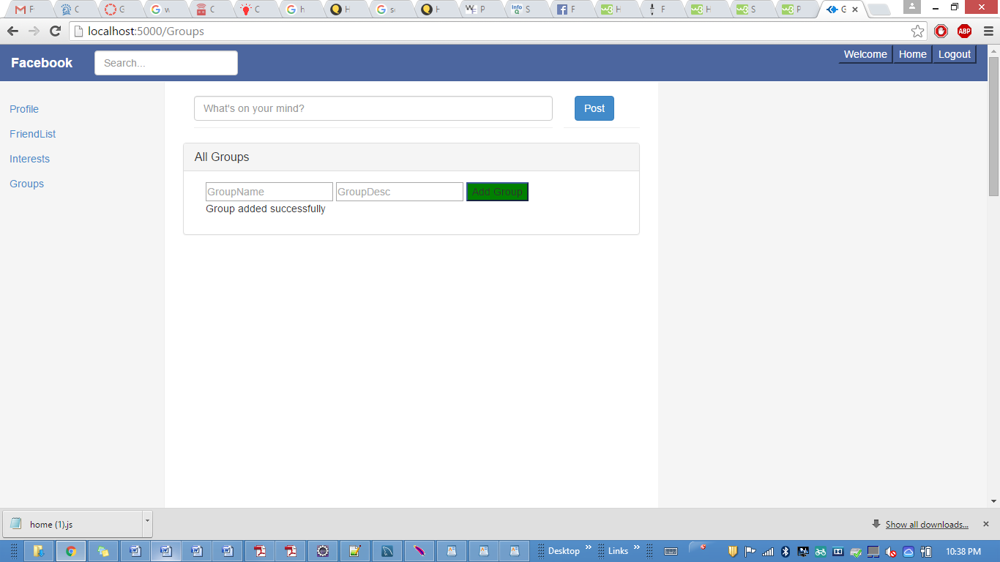 F C G w C C h H s H P S F H F H S P G
localhost:5000/Groups
ABP
Facebook Search... Welcome Home Logout
What's on your mind? Post
Profile
FriendList
Interests
Groups
All Groups
GroupName GroupDesc Add Group
Group added successfully
home (1).js Show all downloads...
Desktop » Links » 10:38 PM